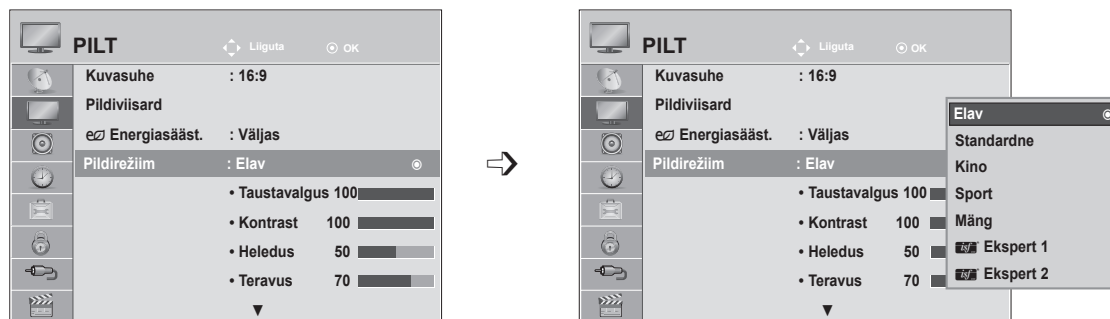 PILT Liiguta OK
Kuvasuhe : 16:9
Pildiviisard
e Energiasääst. : Väljas
Pildirežiim : Elav
• Taustavalgus 100
• Kontrast 100
• Heledus 50
• Teravus 70
▼
PILT Liiguta OK
Kuvasuhe : 16:9
Pildiviisard
e Energiasääst. : Väljas
Pildirežiim : Elav
• Taustavalgus 100
• Kontrast 100
• Heledus 50
• Teravus 70
▼
Elav
Standardne
Kino
Sport
Mäng
isf Ekspert 1
isf Ekspert 2